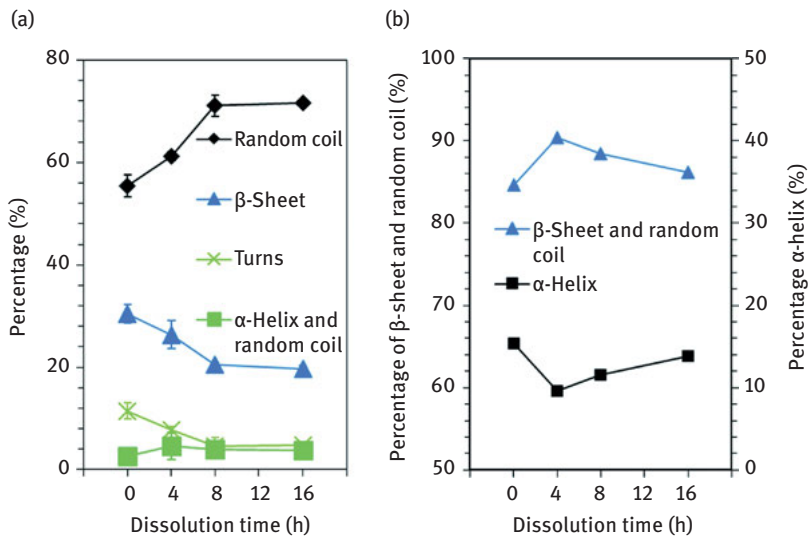 (a)
80
60
40
20
0
Percentage (%)
Random coil
β-Sheet
Turns
α-Helix and
random coil
0 4 8 12 16
Dissolution time (h)
(b)
100
90
80
70
60
50
Percentage of β-sheet and random coil (%)
β-Sheet and random
coil
α-Helix
50
40
30
20
10
0
Percentage α-helix (%)
0 4 8 12 16
Dissolution time (h)